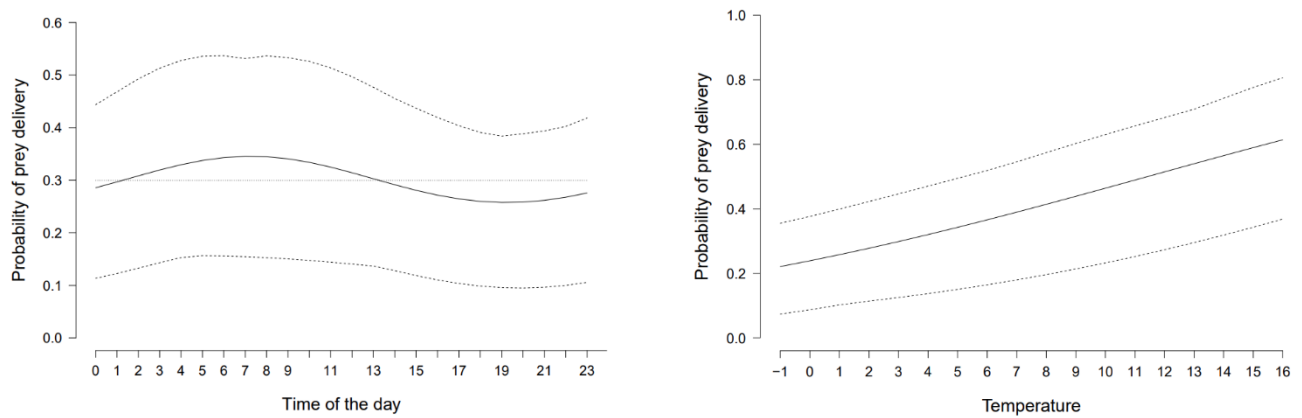 Probability of prey delivery
0.6
0.5
0.4
0.3
0.2
0.1
0.0
0 1 2 3 4 5 6 7 8 9 11 13 15 17 19 21 23
Time of the day
Probability of prey delivery
1.0
0.8
0.6
0.4
0.2
0.0
−1 0 1 2 3 4 5 6 7 8 9 10 11 12 13 14 15 16
Temperature